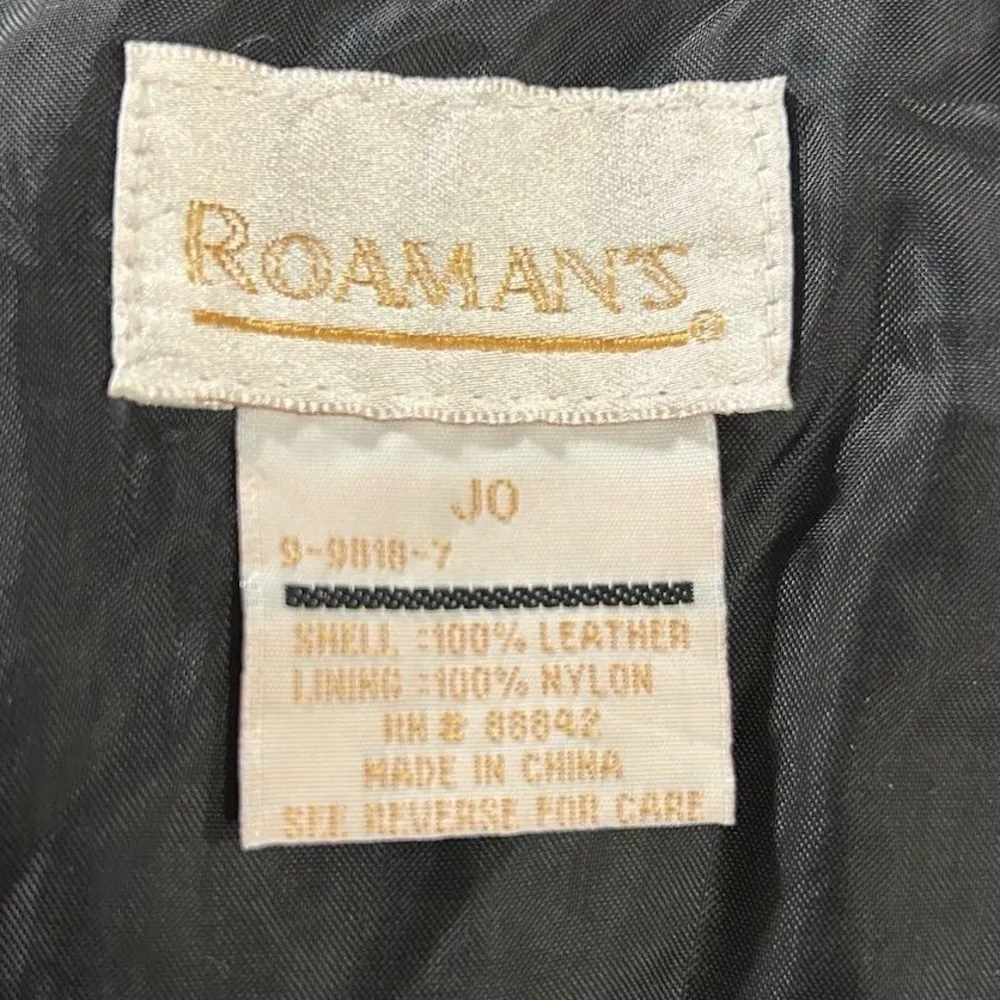 ROAMAN'S®
JO
9-9818-7
SHELL :100% LEATHER
LINING :100% NYLON
RN # 88842
MADE IN CHINA
SEE REVERSE FOR CARE